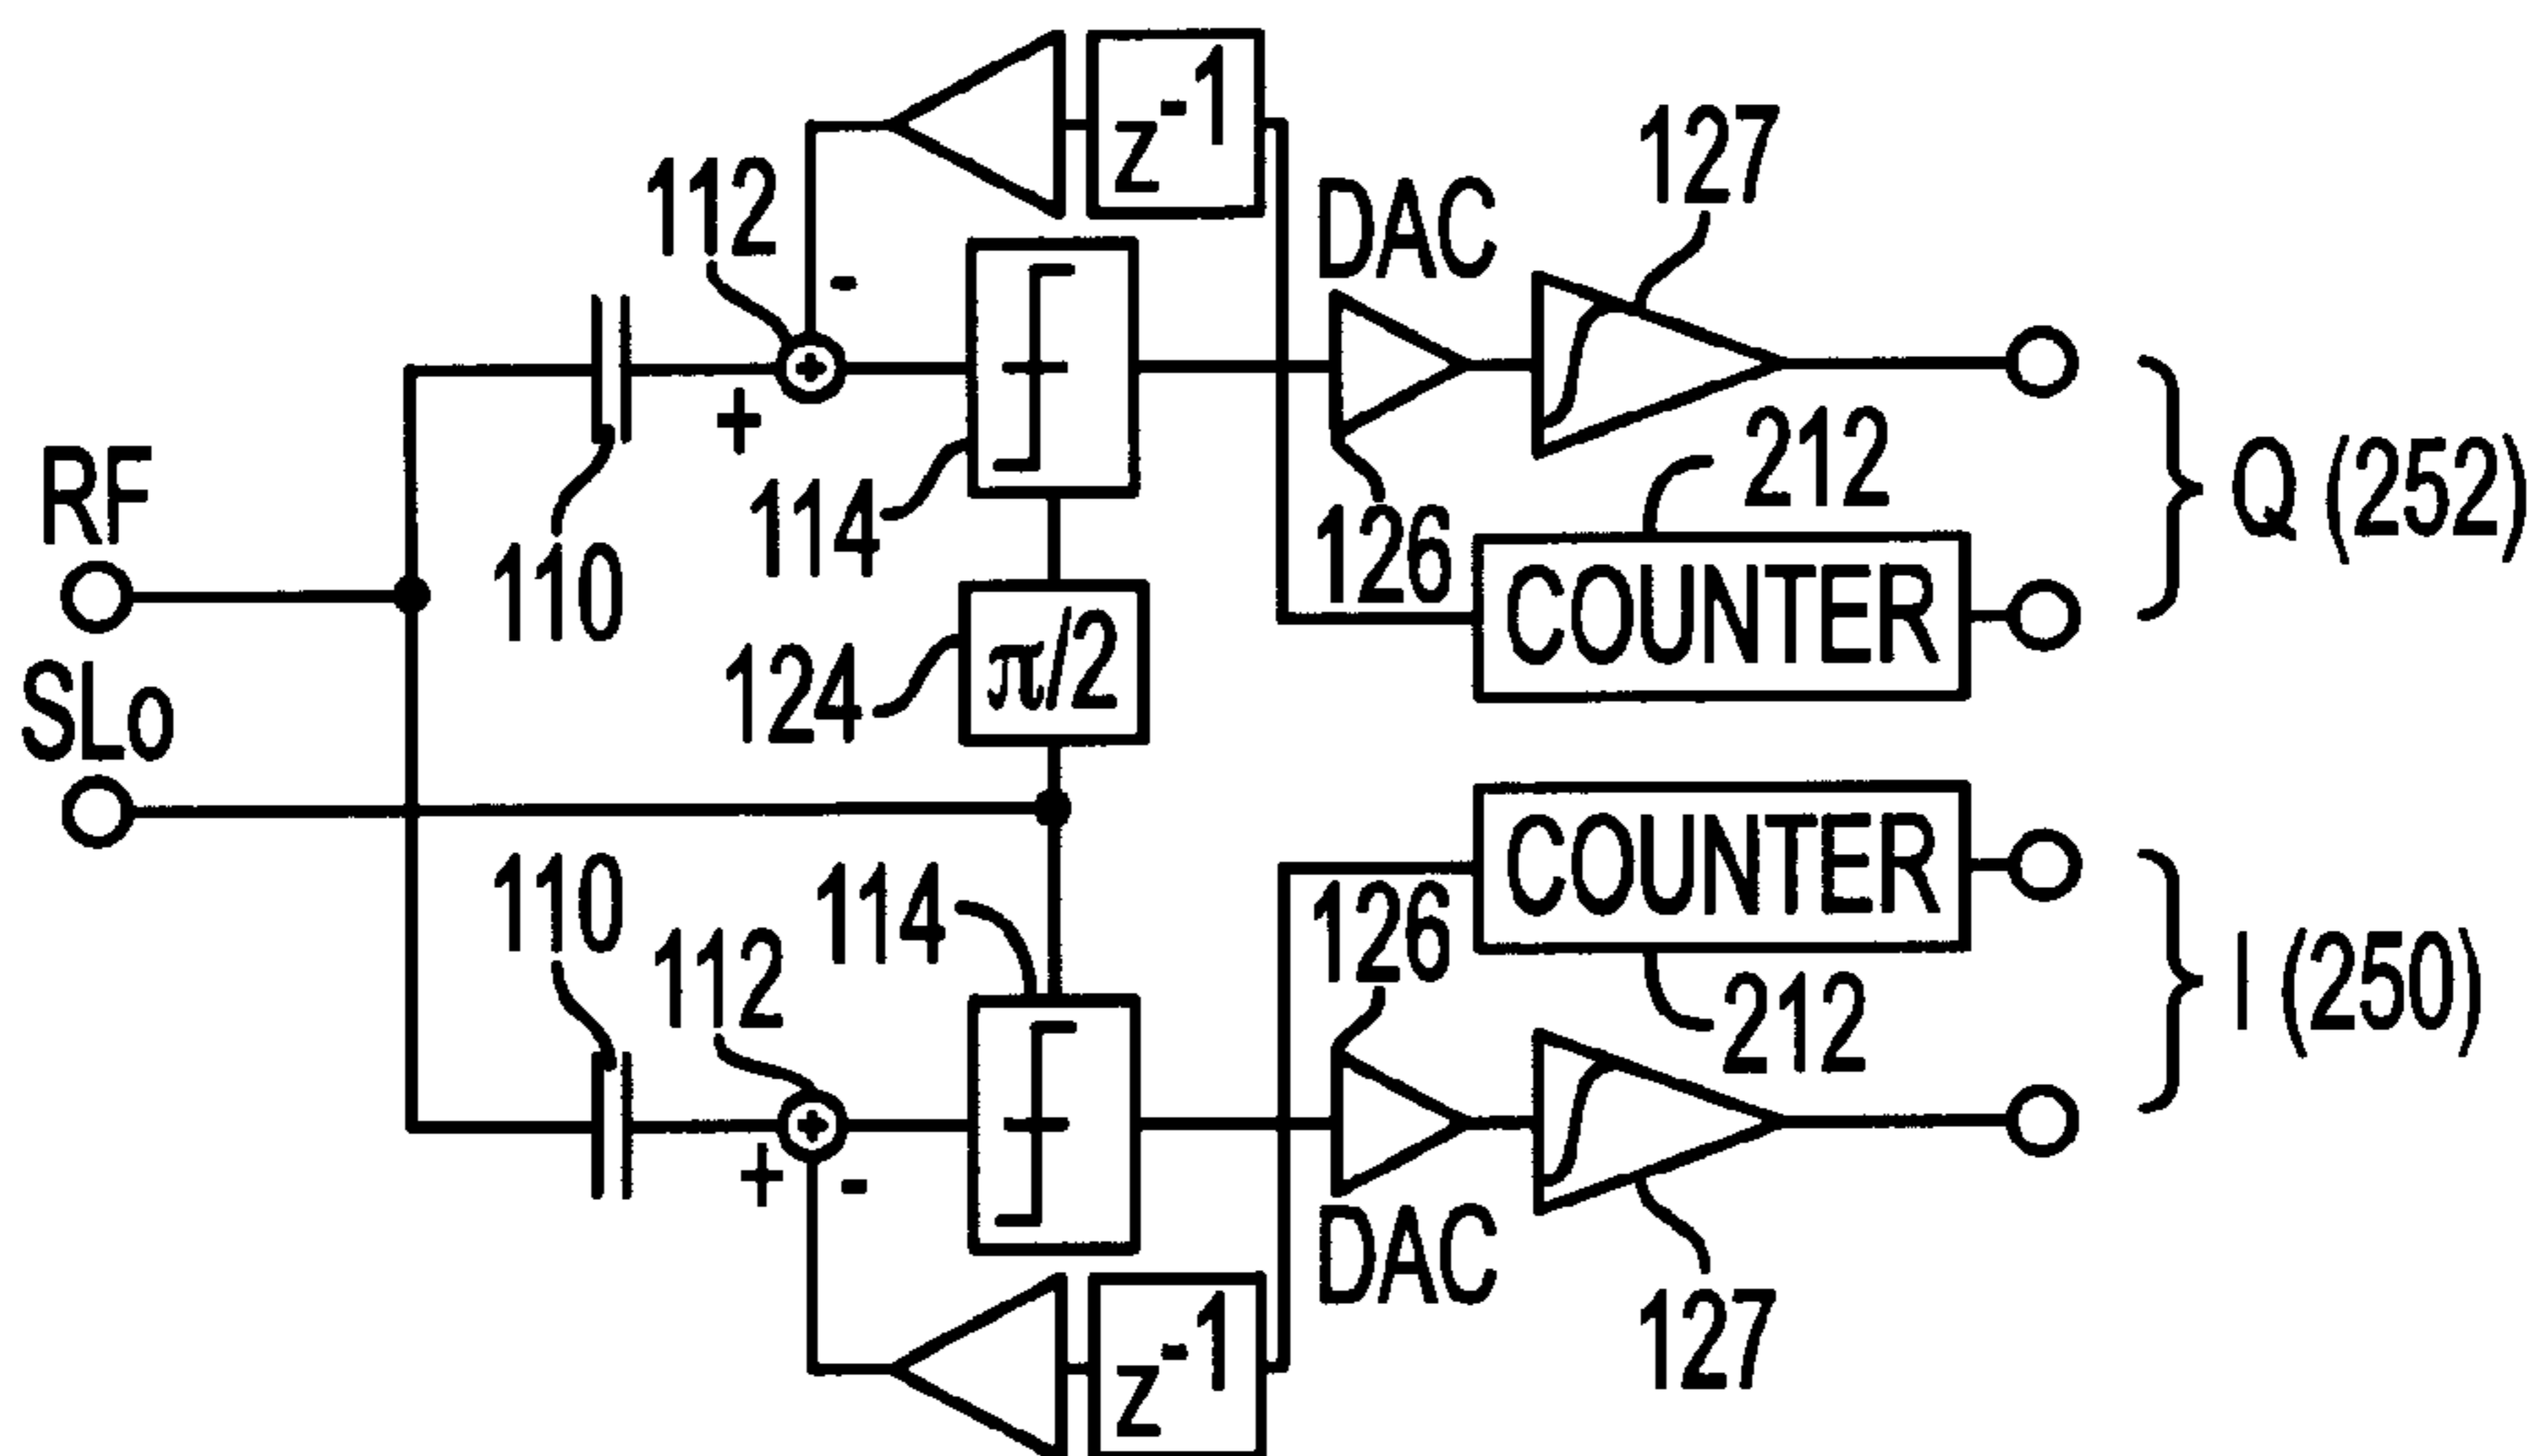 z-1
112
-
DAC
127
+
RF
110
114
126
212
Q (252)
COUNTER
SLo
124
π/2
110
112
114
126
COUNTER
212
I (250)
+
-
DAC
127
z-1